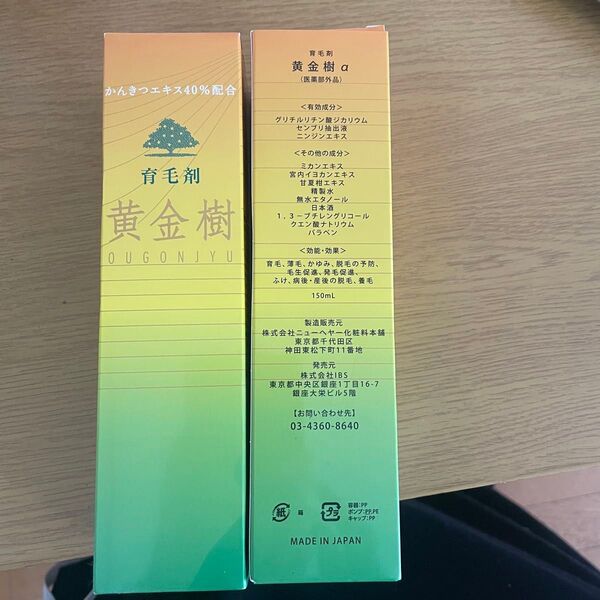 かんきつエキス40%配合
育毛剤
黄金樹
OUGONJYU
育毛剤
黄金樹 α
（医薬部外品）
＜有効成分＞
グリチルリチン酸ジカリウム
センブリ抽出液
ニンジンエキス
＜その他の成分＞
ミカンエキス
宮内イヨカンエキス
甘夏柑エキス
精製水
無水エタノール
日本酒
1，3－ブチレングリコール
クエン酸ナトリウム
パラベン
＜効能・効果＞
育毛、薄毛、かゆみ、脱毛の予防、
毛生促進、発毛促進、
ふけ、病後・産後の脱毛、養毛
150mL
製造販売元
株式会社ニューヘヤー化粧料本舗
東京都千代田区
神田東松下町11番地
発売元
株式会社IBS
東京都中央区銀座1丁目16-7
銀座大栄ビル5階
【お問い合わせ先】
03-4360-8640
紙 箱
プラ
容器:PP
ポンプ:PP,PE
キャップ:PP
MADE IN JAPAN